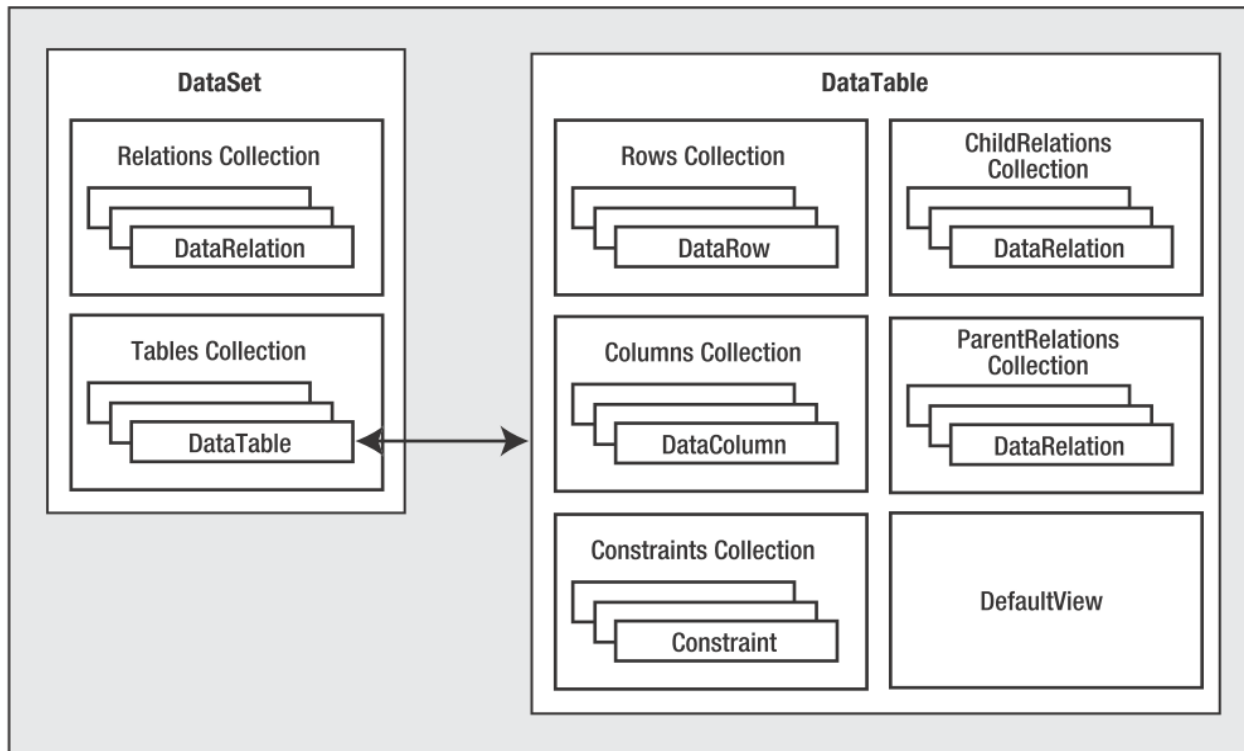 DataSet
Relations Collection
DataRelation
Tables Collection
DataTable
DataTable
Rows Collection
DataRow
ChildRelations
Collection
DataRelation
Columns Collection
DataColumn
ParentRelations
Collection
DataRelation
Constraints Collection
Constraint
DefaultView